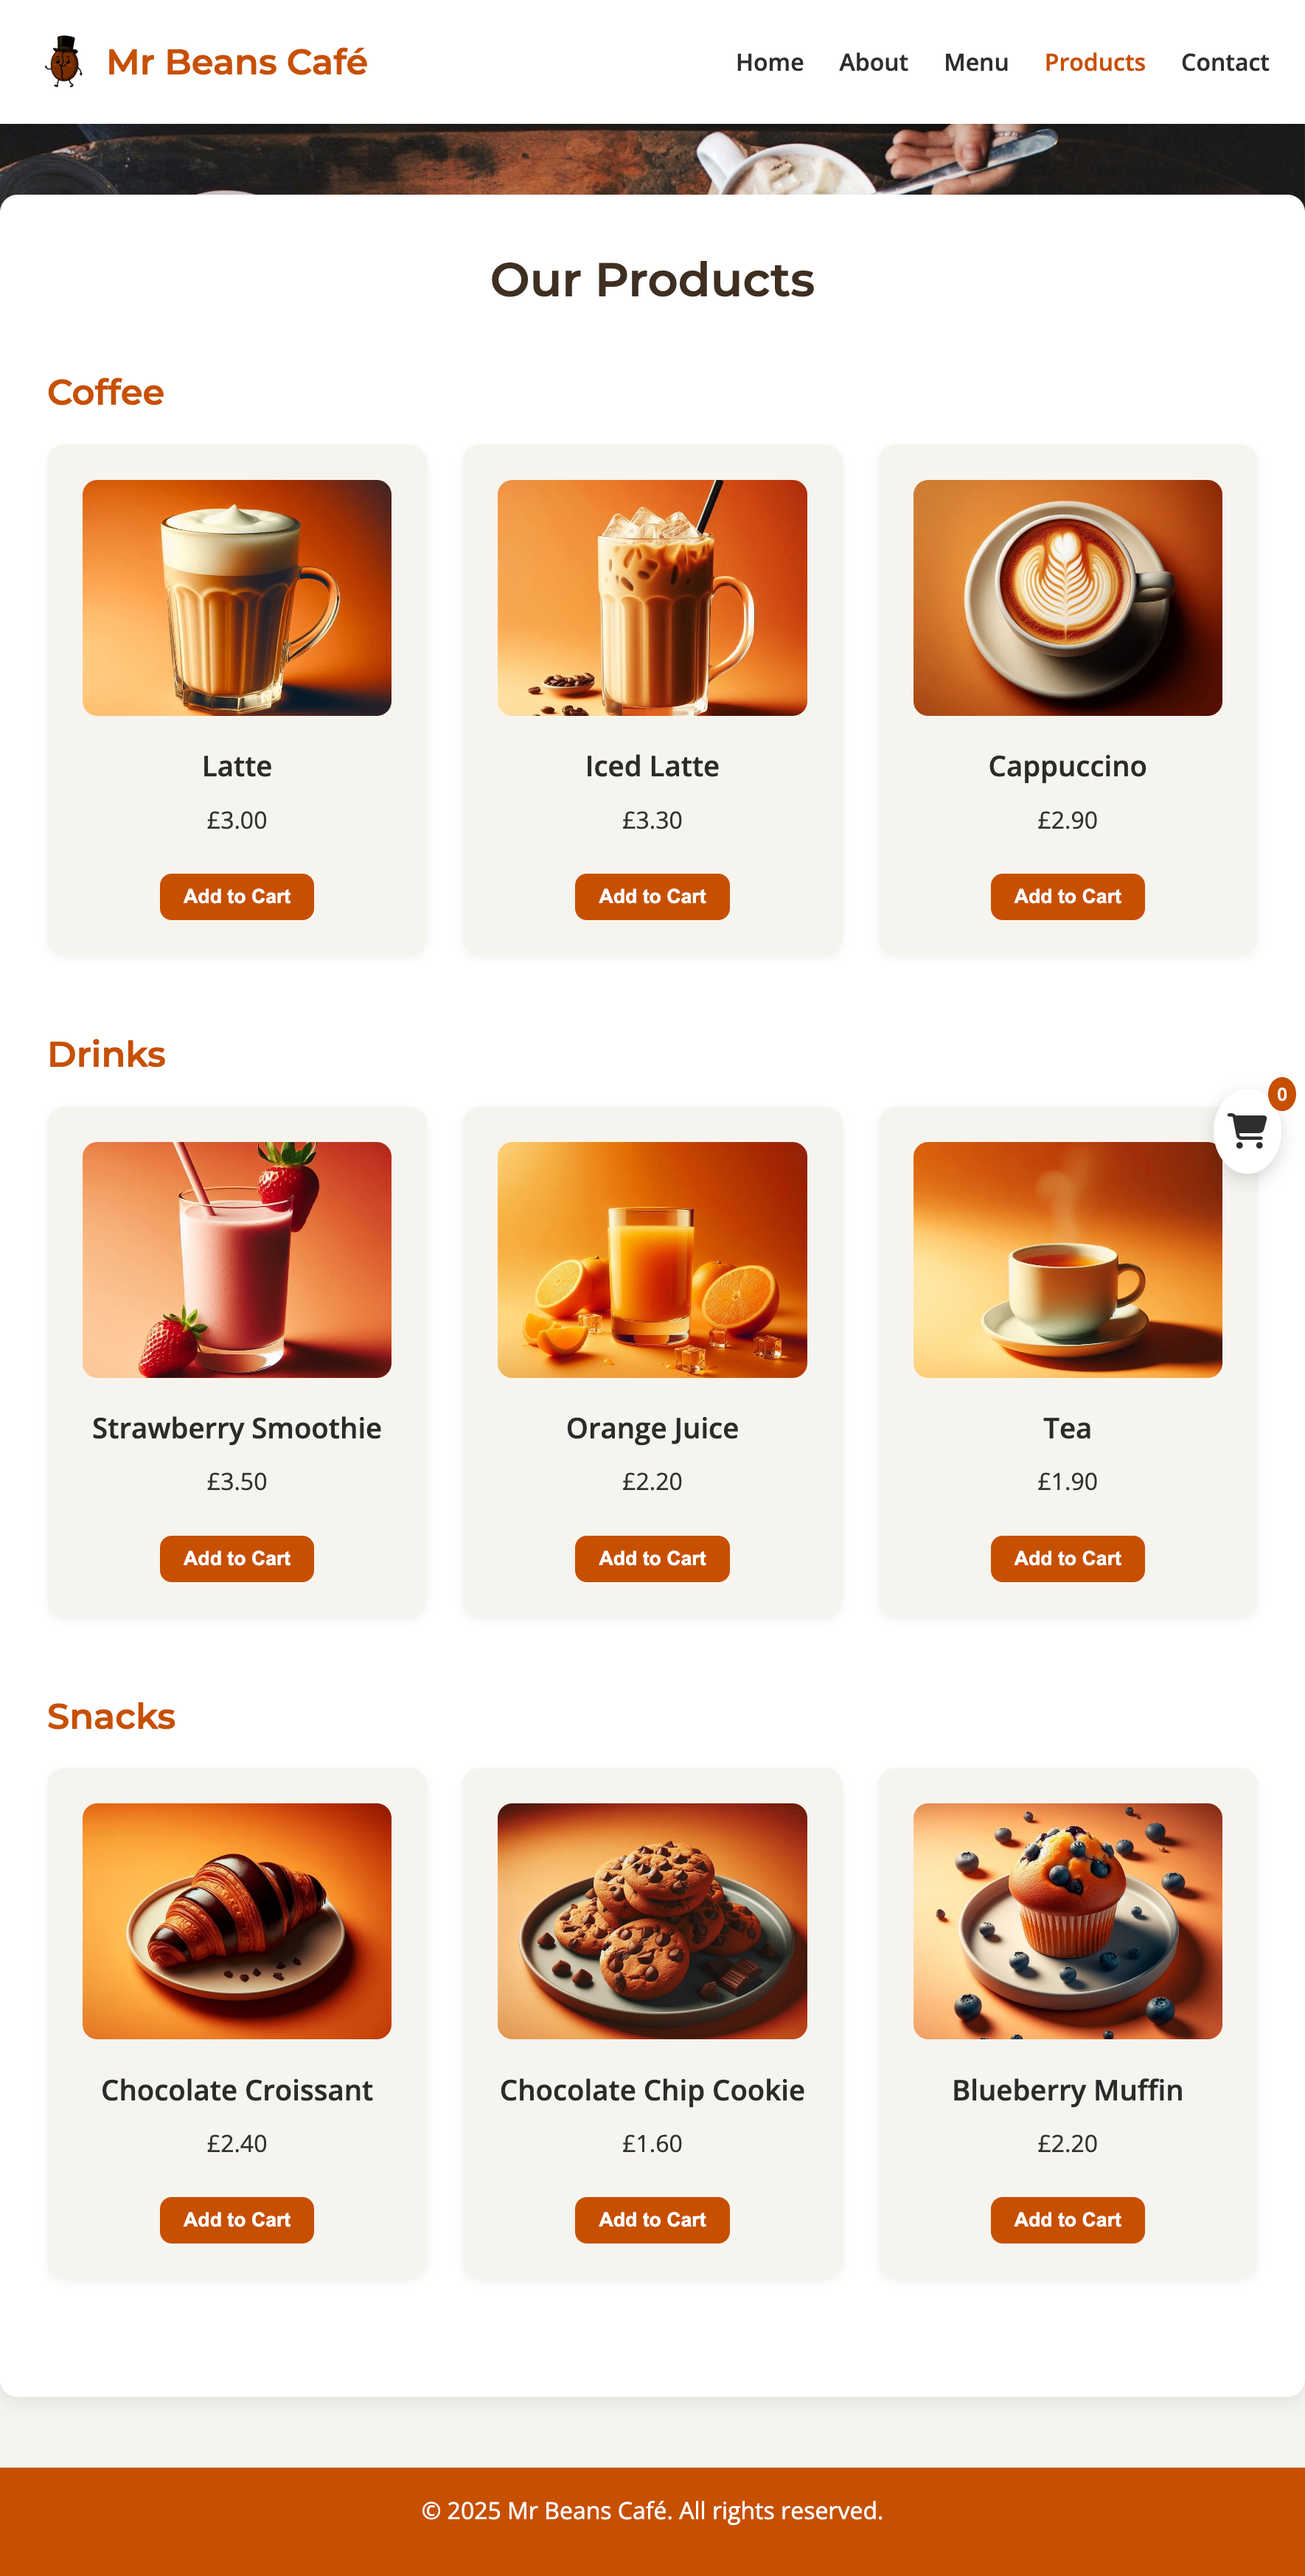 Mr Beans Café
Home About Menu Products Contact
Our Products
Coffee
Latte Iced Latte Cappuccino
£3.00 £3.30 £2.90
Add to Cart Add to Cart Add to Cart
Drinks
0
Strawberry Smoothie Orange Juice Tea
£3.50 £2.20 £1.90
Add to Cart Add to Cart Add to Cart
Snacks
Chocolate Croissant Chocolate Chip Cookie Blueberry Muffin
£2.40 £1.60 £2.20
Add to Cart Add to Cart Add to Cart
© 2025 Mr Beans Café. All rights reserved.